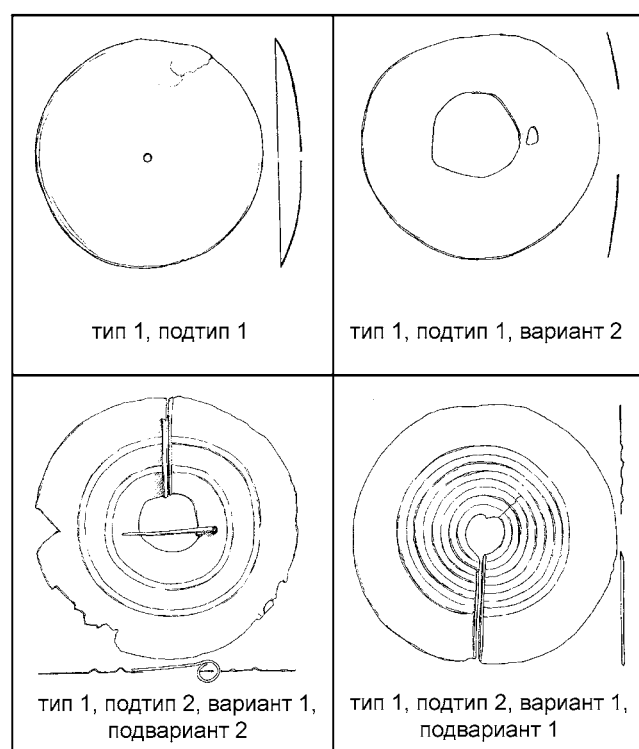 тип 1, подтип 1
тип 1, подтип 1, вариант 2
тип 1, подтип 2, вариант 1,
подвариант 2
тип 1, подтип 2, вариант 1,
подвариант 1